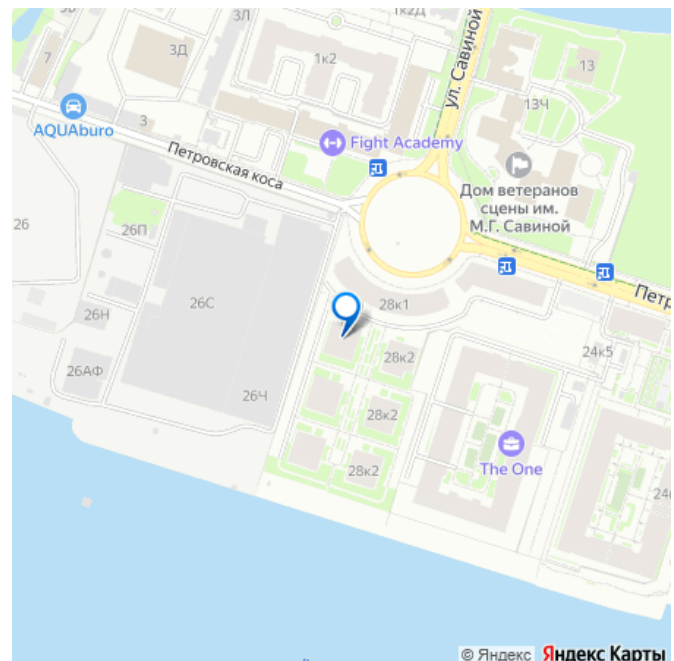 3Л
1к2Д
3Д
1к2
7
ул. Савиной
13
13Ч
AQUAburo
3
Fight Academy
Петровская коса
Дом ветеранов
сцены им.
М.Г. Савиной
26П
26
26С
28к1
Петр
26Н
28к2
24к5
26АФ
26Ч
28к2
The One
28к2
© Яндекс Яндекс Карты